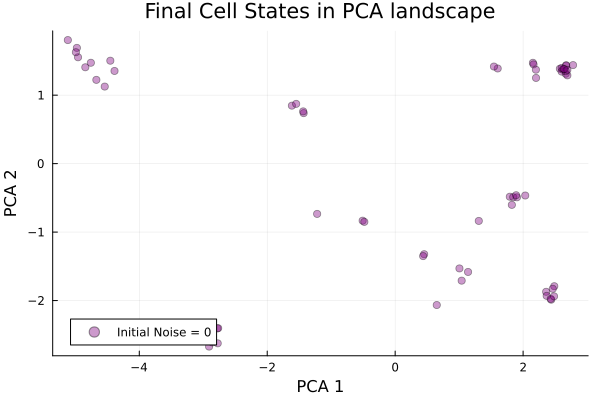 Final Cell States in PCA landscape
PCA 2
1
0
−1
−2
Initial Noise = 0
−4
−2
0
2
PCA 1